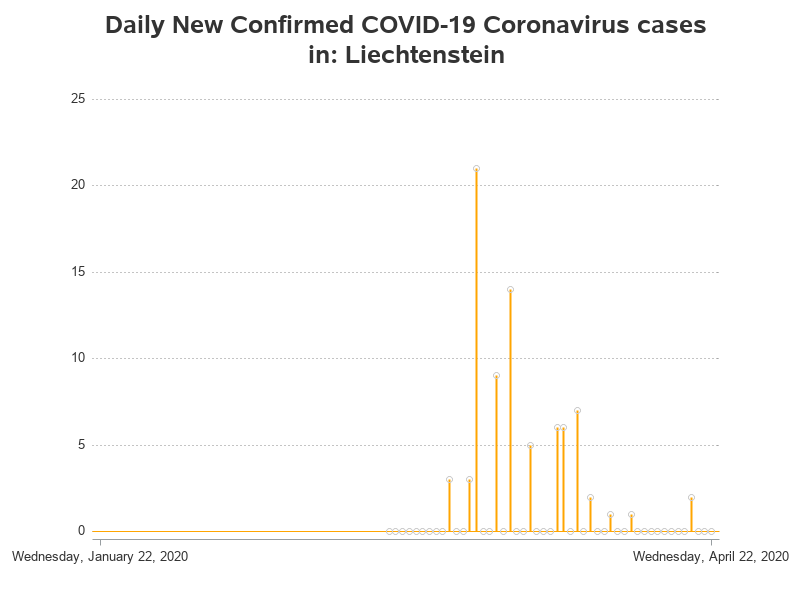 Daily New Confirmed COVID-19 Coronavirus cases
in: Liechtenstein
25
20
15
10
5
0
Wednesday, January 22, 2020 Wednesday, April 22, 2020